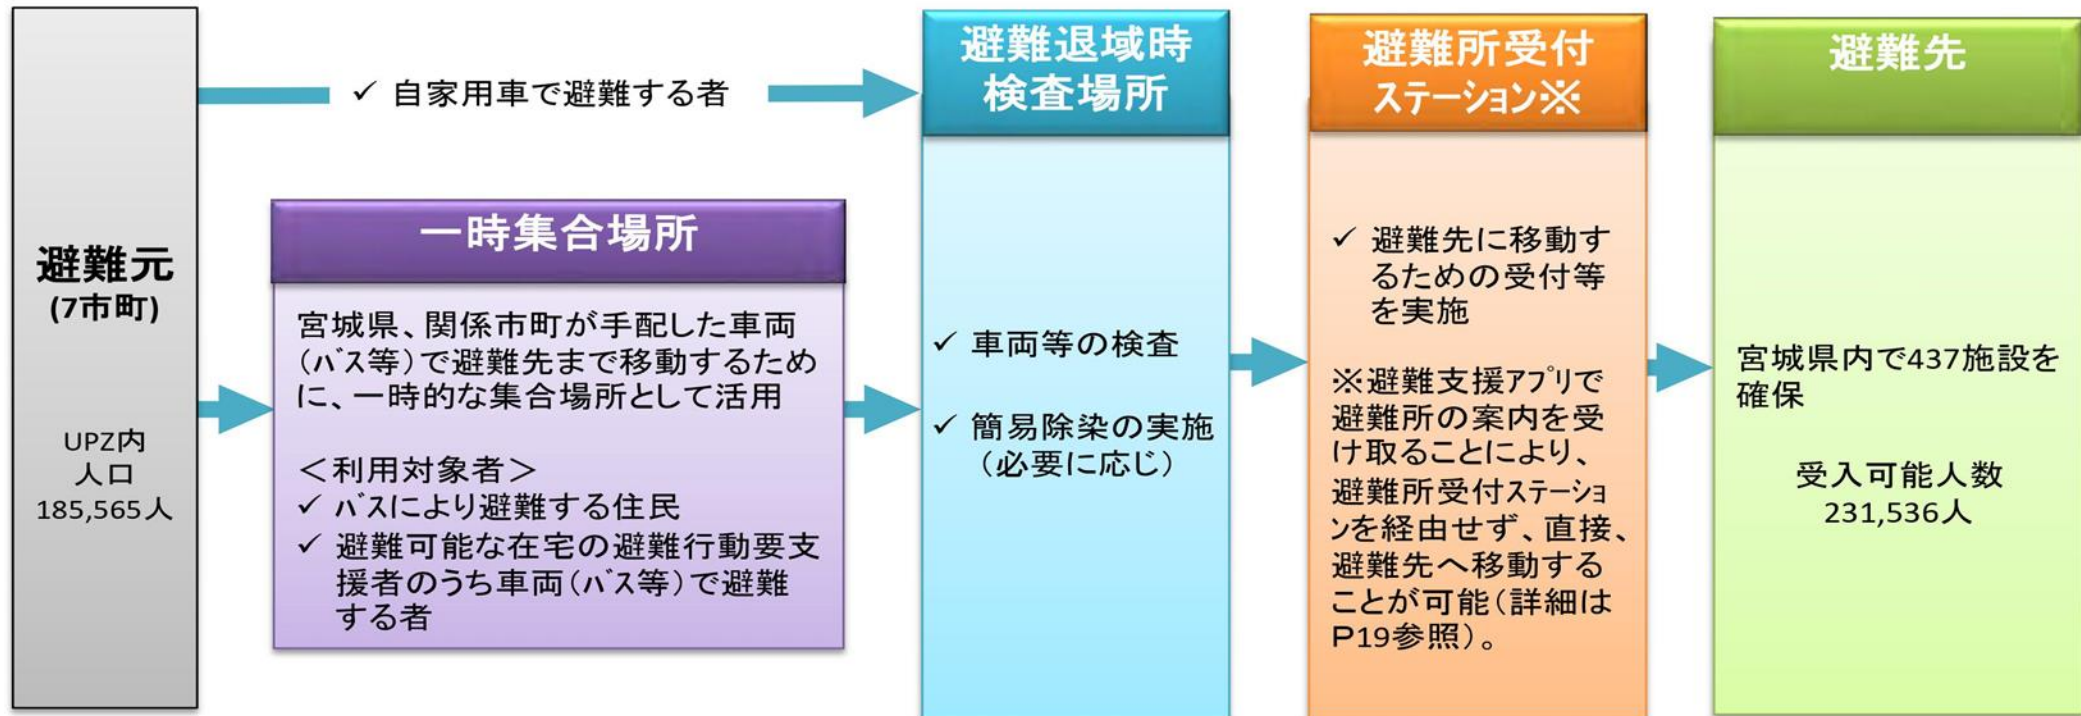 避難元
(7市町)
UPZ内
人口
185,565人
✓ 自家用車で避難する者
一時集合場所
宮城県、関係市町が手配した車両
(バス等)で避難先まで移動するため
に、一時的な集合場所として活用
<利用対象者>
✓ バスにより避難する住民
✓ 避難可能な在宅の避難行動要支
援者のうち車両(バス等)で避難
する者
避難退域時
検査場所
✓ 車両等の検査
✓ 簡易除染の実施
(必要に応じ)
避難所受付
ステーション※
✓ 避難先に移動す
るための受付等
を実施
※避難支援アプリで
避難所の案内を受
け取ることにより、
避難所受付ステーショ
ンを経由せず、直接、
避難先へ移動する
ことが可能(詳細は
P19参照)。
避難先
宮城県内で437施設を
確保
受入可能人数
231,536人